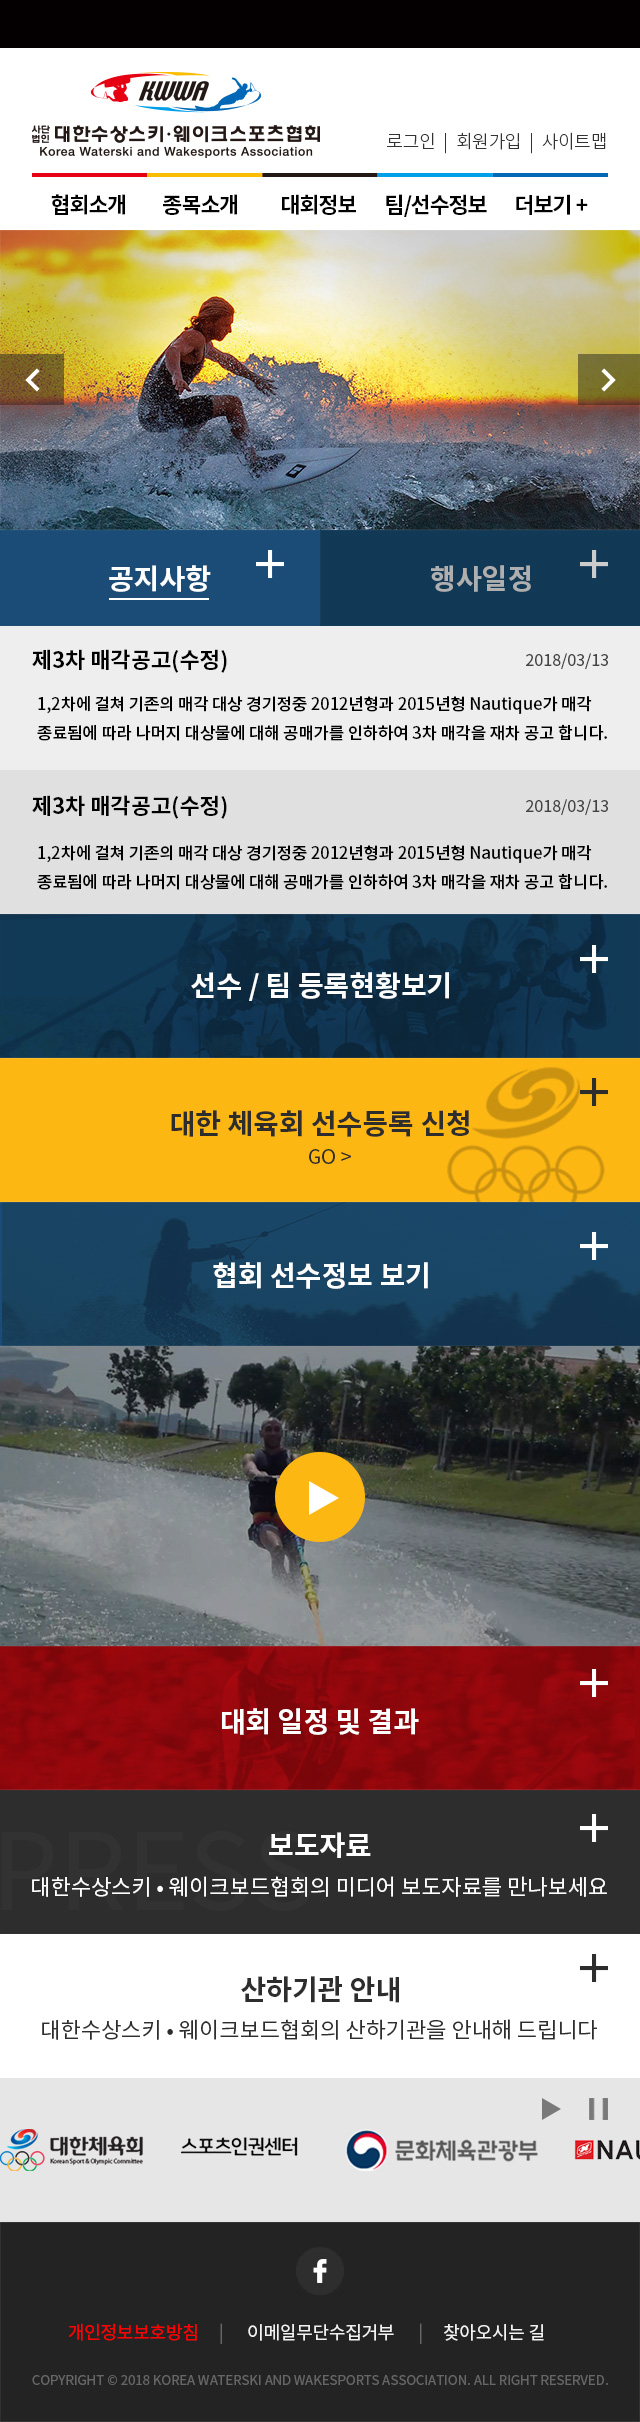 KWWA
사단법인 대한수상스키·웨이크스포츠협회
Korea Waterski and Wakesports Association
로그인 | 회원가입 | 사이트맵
협회소개 종목소개 대회정보 팀/선수정보 더보기 +
공지사항 행사일정
제3차 매각공고(수정) 2018/03/13
1,2차에 걸쳐 기존의 매각 대상 경기정중 2012년형과 2015년형 Nautique가 매각
종료됨에 따라 나머지 대상물에 대해 공매가를 인하하여 3차 매각을 재차 공고 합니다.
제3차 매각공고(수정) 2018/03/13
1,2차에 걸쳐 기존의 매각 대상 경기정중 2012년형과 2015년형 Nautique가 매각
종료됨에 따라 나머지 대상물에 대해 공매가를 인하하여 3차 매각을 재차 공고 합니다.
선수 / 팀 등록현황보기
대한 체육회 선수등록 신청
GO >
협회 선수정보 보기
대회 일정 및 결과
PRESS
보도자료
대한수상스키 • 웨이크보드협회의 미디어 보도자료를 만나보세요
산하기관 안내
대한수상스키 • 웨이크보드협회의 산하기관을 안내해 드립니다
대한체육회 스포츠인권센터 문화체육관광부 NAU
Korean Sport & Olympic Committee
f
개인정보보호방침 | 이메일무단수집거부 | 찾아오시는 길
COPYRIGHT © 2018 KOREA WATERSKI AND WAKESPORTS ASSOCIATION. ALL RIGHT RESERVED.